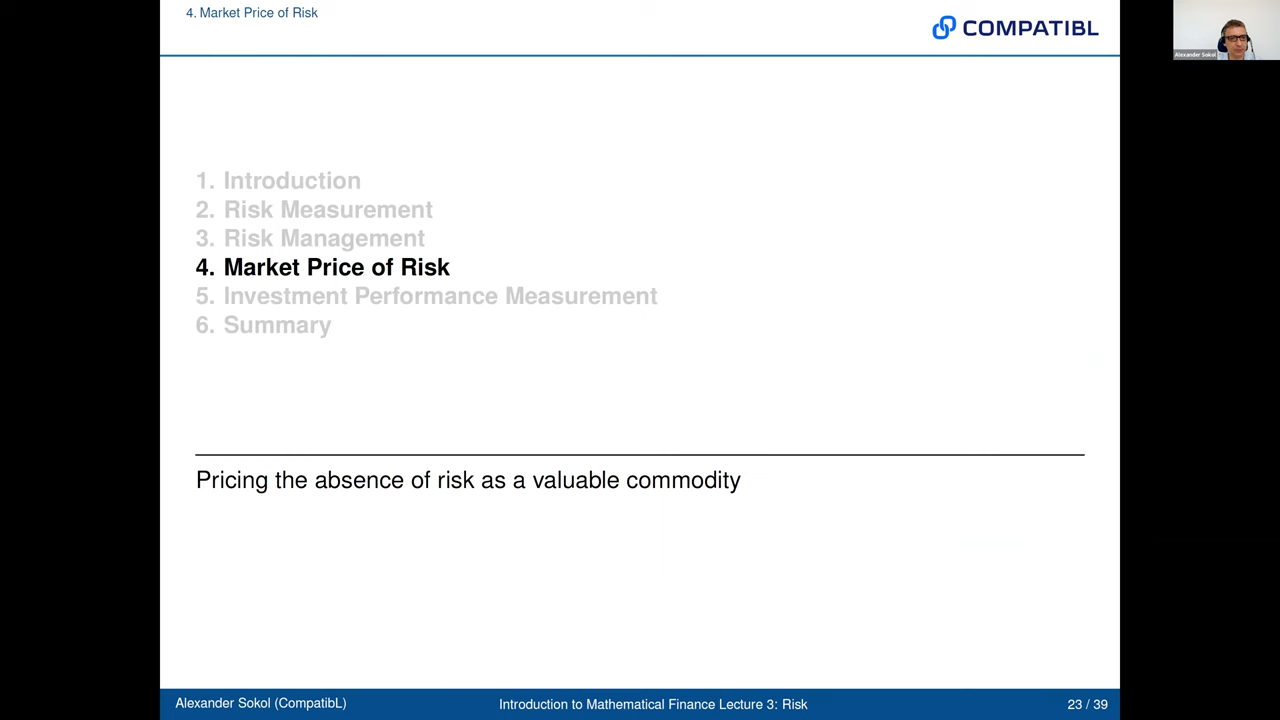 4. Market Price of Risk
COMPATIBL
Alexander Sokol
1. Introduction
2. Risk Measurement
3. Risk Management
4. Market Price of Risk
5. Investment Performance Measurement
6. Summary
Pricing the absence of risk as a valuable commodity
Alexander Sokol (CompatibL)
Introduction to Mathematical Finance Lecture 3: Risk
23 / 39